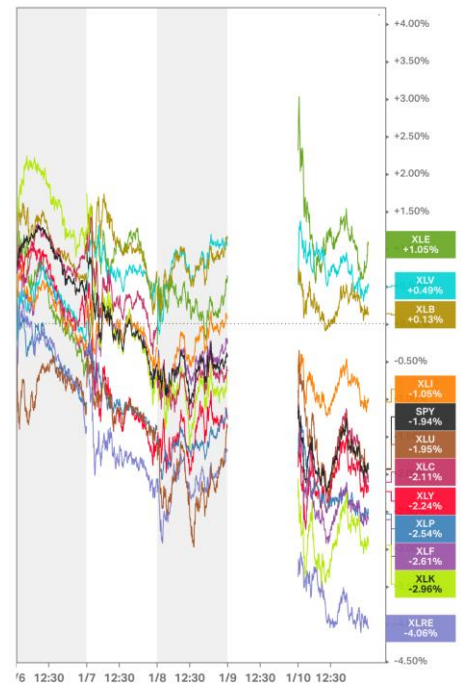 +4.00%
+3.50%
+3.00%
+2.50%
+2.00%
+1.50%
XLE
+1.05%
XLV
+0.49%
XLB
+0.13%
-0.50%
XLI
-1.05%
SPY
-1.94%
XLU
-1.95%
XLC
-2.11%
XLY
-2.24%
XLP
-2.54%
XLF
-2.61%
XLK
-2.96%
XLRE
-4.06%
-4.50%
/6 12:30 1/7 12:30 1/8 12:30 1/9 12:30 1/10 12:30